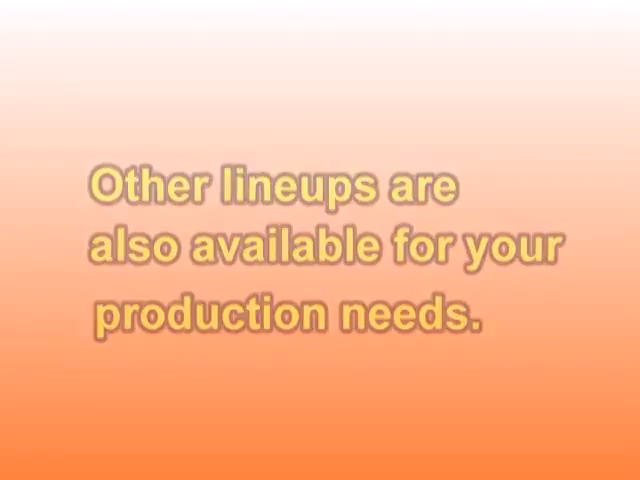 Other lineups are
also available for your
production needs.